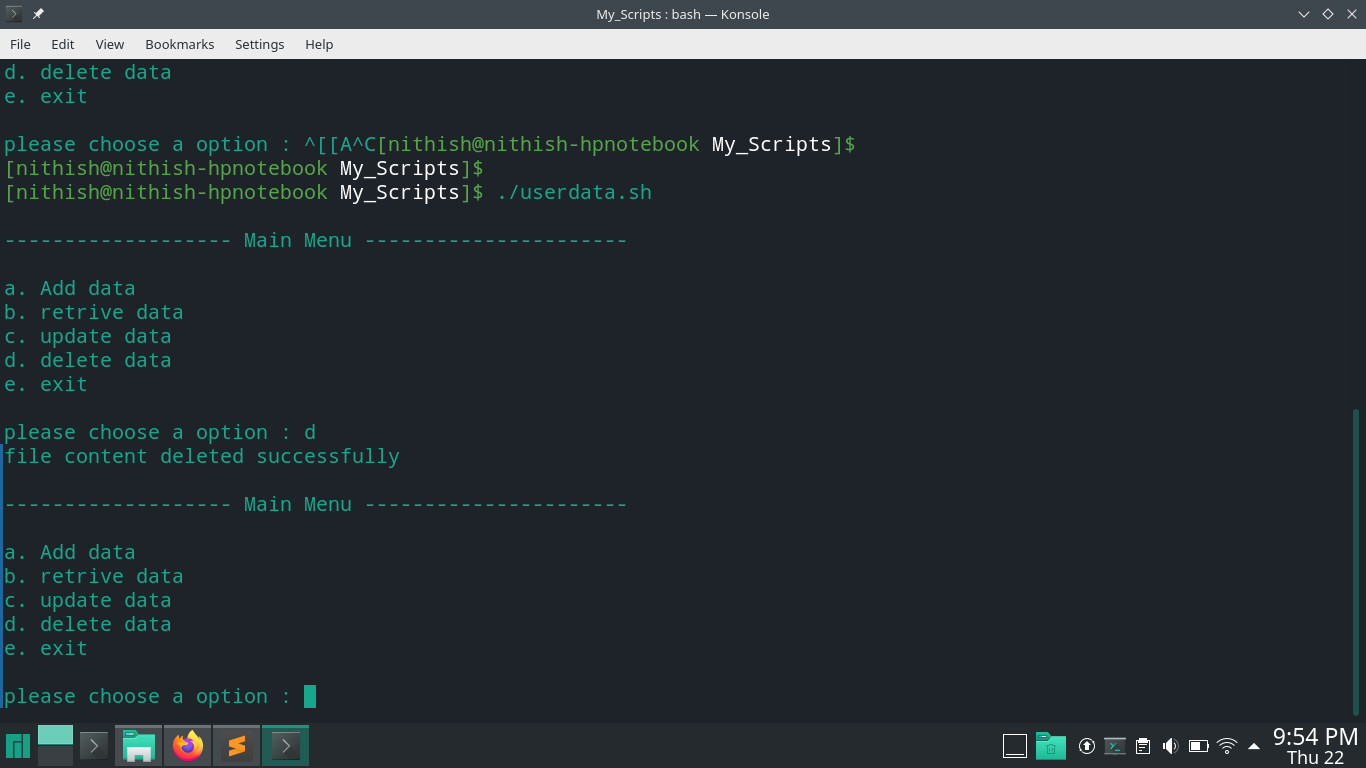 My_Scripts : bash — Konsole
File Edit View Bookmarks Settings Help
d. delete data
e. exit
please choose a option : ^[[A^C[nithish@nithish-hpnotebook My_Scripts]$
[nithish@nithish-hpnotebook My_Scripts]$
[nithish@nithish-hpnotebook My_Scripts]$ ./userdata.sh
------------------- Main Menu ----------------------
a. Add data
b. retrive data
c. update data
d. delete data
e. exit
please choose a option : d
file content deleted successfully
------------------- Main Menu ----------------------
a. Add data
b. retrive data
c. update data
d. delete data
e. exit
please choose a option :
9:54 PM
Thu 22